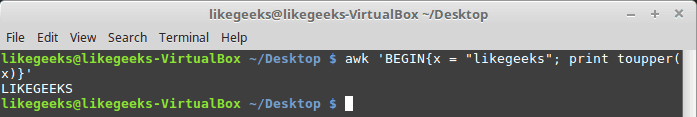 likegeeks@likegeeks-VirtualBox ~/Desktop
File Edit View Search Terminal Help
likegeeks@likegeeks-VirtualBox ~/Desktop $ awk 'BEGIN{x = "likegeeks"; print toupper(
x)}'
LIKEGEEKS
likegeeks@likegeeks-VirtualBox ~/Desktop $